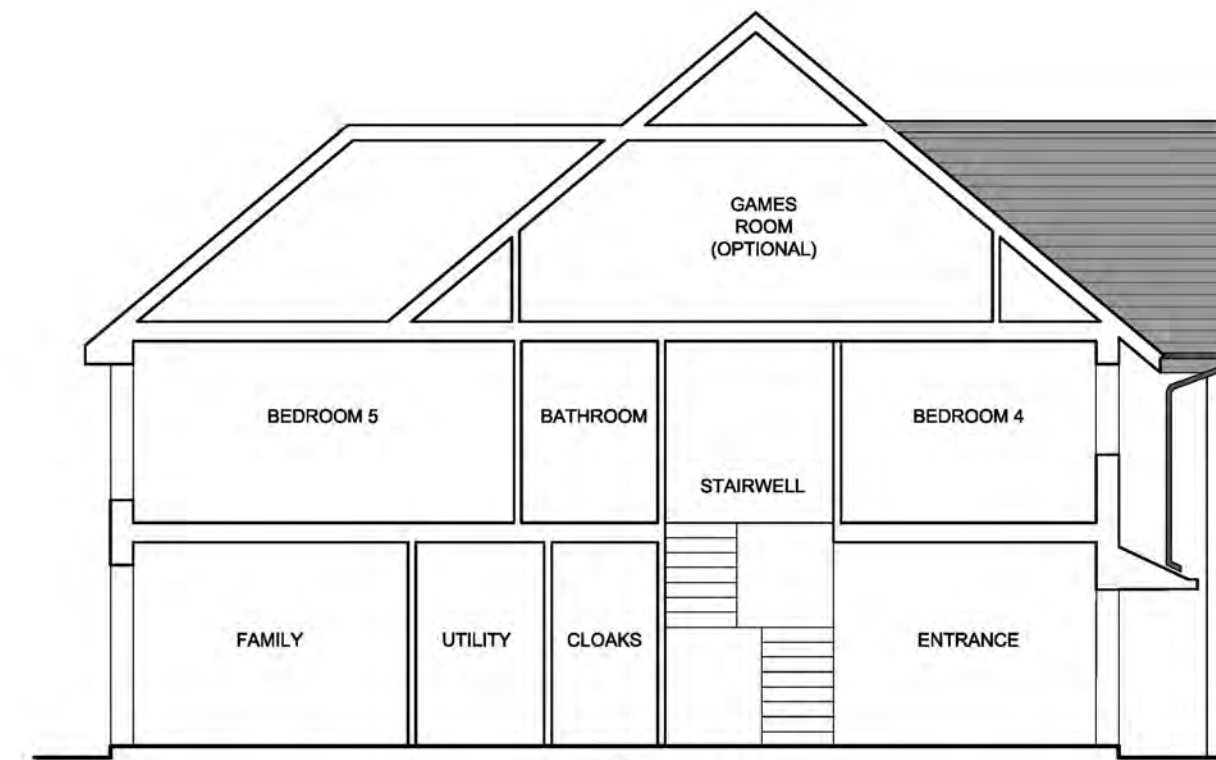 GAMES
ROOM
(OPTIONAL)
BEDROOM 5
BATHROOM
BEDROOM 4
STAIRWELL
FAMILY
UTILITY
CLOAKS
ENTRANCE